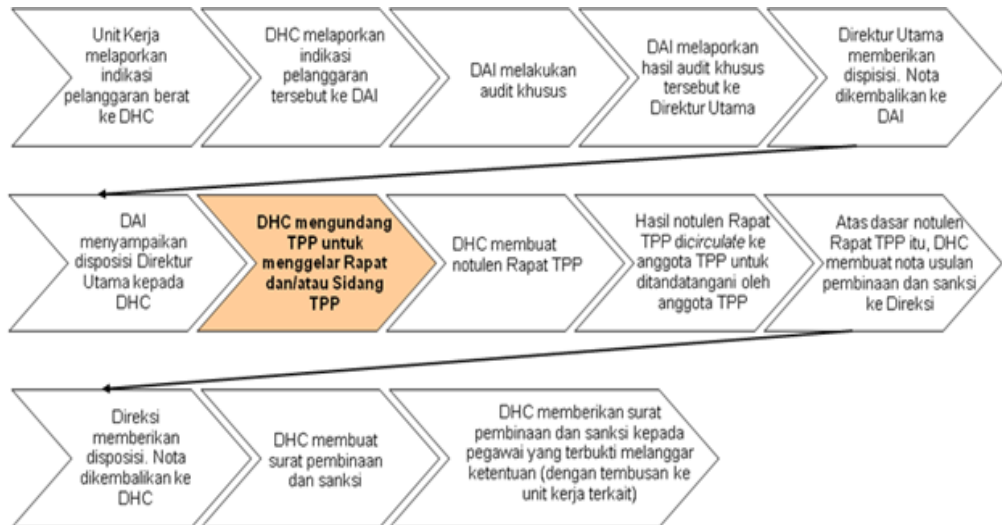 Unit Kerja
melaporkan
indikasi
pelanggaran berat
ke DHC
DHC melaporkan
indikasi
pelanggaran
tersebut ke DAI
DAI melakukan
audit khusus
DAI melaporkan
hasil audit khusus
tersebut ke
Direktur Utama
Direktur Utama
memberikan
dispisisi. Nota
dikembalikan ke
DAI
DAI
menyampaikan
disposisi Direktur
Utama kepada
DHC
DHC mengundang
TPP untuk
menggelar Rapat
dan/atau Sidang
TPP
DHC membuat
notulen Rapat TPP
Hasil notulen Rapat
TPP dicirculate ke
anggota TPP untuk
ditandatangani oleh
anggota TPP
Atas dasar notulen
Rapat TPP itu, DHC
membuat nota usulan
pembinaan dan sanksi
ke Direksi
Direksi
memberikan
disposisi. Nota
dikembalikan ke
DHC
DHC membuat
surat pembinaan
dan sanksi
DHC memberikan surat
pembinaan dan sanksi kepada
pegawai yang terbukti melanggar
ketentuan (dengan tembusan ke
unit kerja terkait)